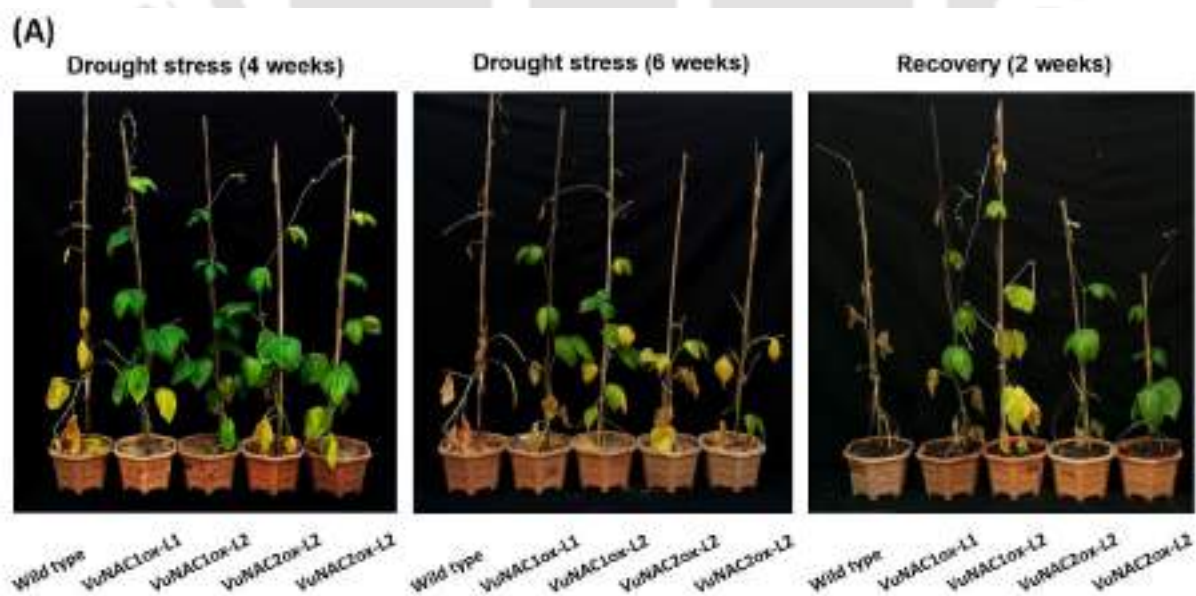 (A)
Drought stress (4 weeks)
Drought stress (6 weeks)
Recovery (2 weeks)
Wild type
VuNAC1ox-L1
VuNAC1ox-L2
VuNAC2ox-L2
VuNAC2ox-L2
Wild type
VuNAC1ox-L1
VuNAC1ox-L2
VuNAC2ox-L2
VuNAC2ox-L2
Wild type
VuNAC1ox-L1
VuNAC1ox-L2
VuNAC2ox-L2
VuNAC2ox-L2